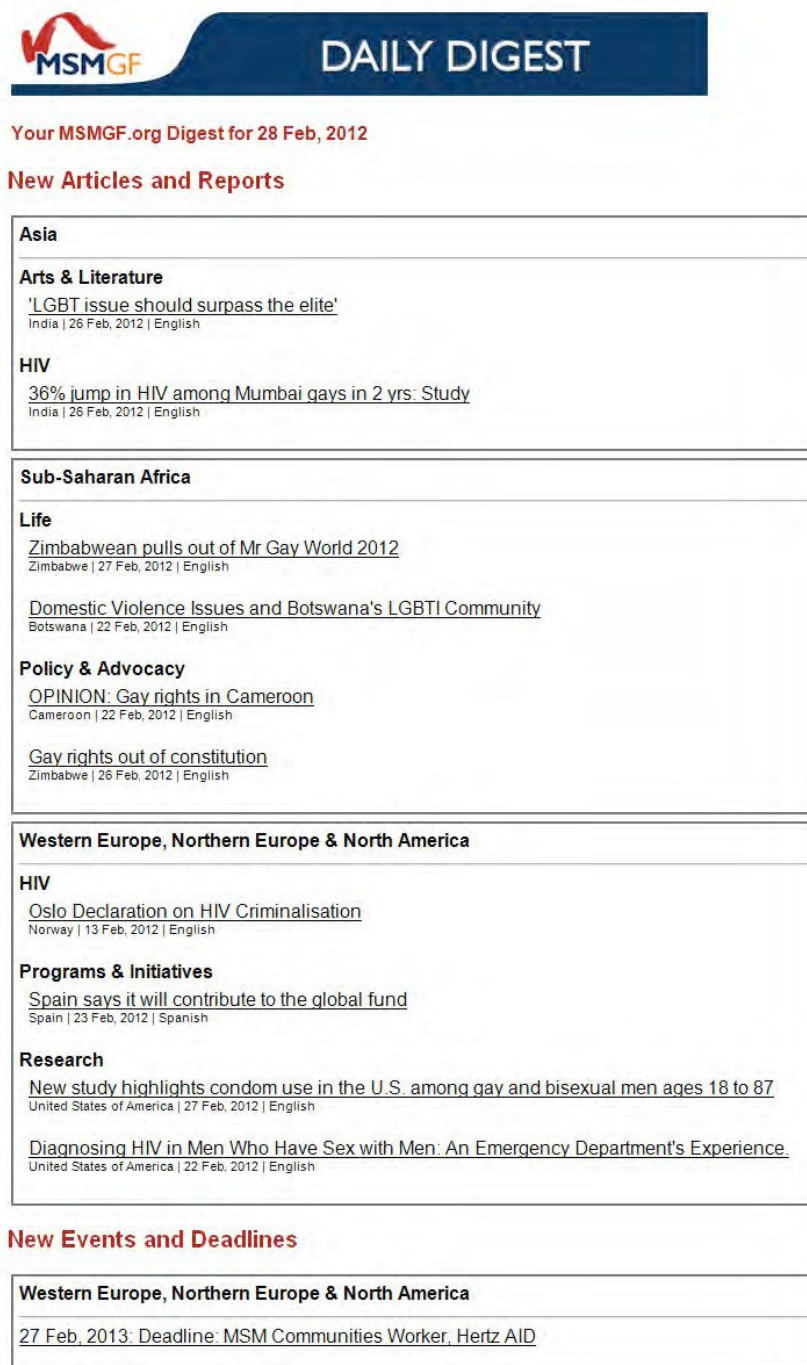 MSMGF
DAILY DIGEST
Your MSMGF.org Digest for 28 Feb, 2012
New Articles and Reports
Asia
Arts & Literature
'LGBT issue should surpass the elite'
India | 26 Feb, 2012 | English
HIV
36% jump in HIV among Mumbai gays in 2 yrs: Study
India | 26 Feb, 2012 | English
Sub-Saharan Africa
Life
Zimbabwean pulls out of Mr Gay World 2012
Zimbabwe | 27 Feb, 2012 | English
Domestic Violence Issues and Botswana's LGBTI Community
Botswana | 22 Feb, 2012 | English
Policy & Advocacy
OPINION: Gay rights in Cameroon
Cameroon | 22 Feb, 2012 | English
Gay rights out of constitution
Zimbabwe | 26 Feb, 2012 | English
Western Europe, Northern Europe & North America
HIV
Oslo Declaration on HIV Criminalisation
Norway | 13 Feb, 2012 | English
Programs & Initiatives
Spain says it will contribute to the global fund
Spain | 23 Feb, 2012 | Spanish
Research
New study highlights condom use in the U.S. among gay and bisexual men ages 18 to 87
United States of America | 27 Feb, 2012 | English
Diagnosing HIV in Men Who Have Sex with Men: An Emergency Department's Experience.
United States of America | 22 Feb, 2012 | English
New Events and Deadlines
Western Europe, Northern Europe & North America
27 Feb, 2013: Deadline: MSM Communities Worker, Hertz AID